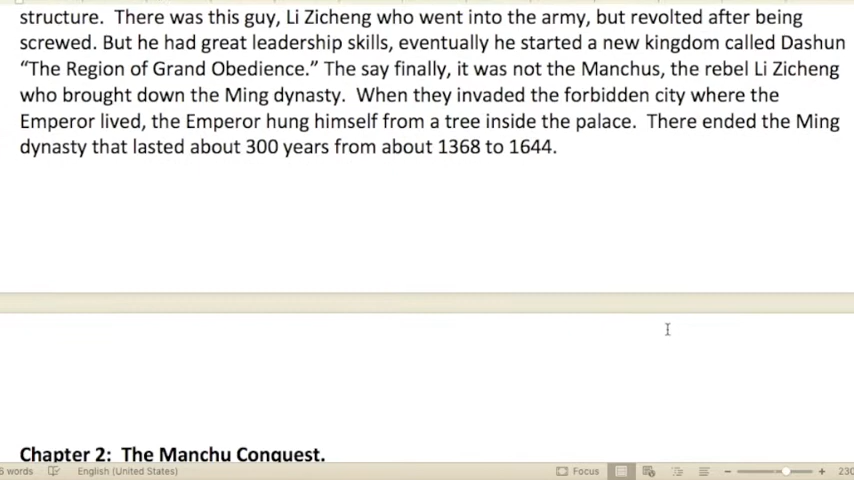 structure.  There was this guy, Li Zicheng who went into the army, but revolted after being
screwed. But he had great leadership skills, eventually he started a new kingdom called Dashun
“The Region of Grand Obedience.” The say finally, it was not the Manchus, the rebel Li Zicheng
who brought down the Ming dynasty.  When they invaded the forbidden city where the
Emperor lived, the Emperor hung himself from a tree inside the palace.  There ended the Ming
dynasty that lasted about 300 years from about 1368 to 1644.
Chapter 2:  The Manchu Conquest.
words English (United States) Focus